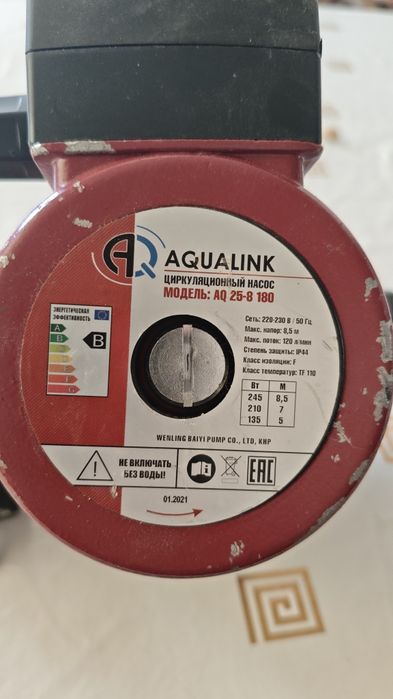 AQ AQUALINK
ЦИРКУЛЯЦИОННЫЙ НАСОС
МОДЕЛЬ: AQ 25-8 180
ЭНЕРГЕТИЧЕСКАЯ
ЭФФЕКТИВНОСТЬ
A
B
B
G
Сеть: 220-230 В / 50 Гц
Макс. напор: 8,5 м
Макс. поток: 120 л/мин
Степень защиты: IP44
Класс изоляции: F
Класс температур: TF 110
Вт М
245 8,5
210 7
135 5
WENLING BAIYI PUMP CO., LTD, КНР
НЕ ВКЛЮЧАТЬ
БЕЗ ВОДЫ!
EAC
01.2021